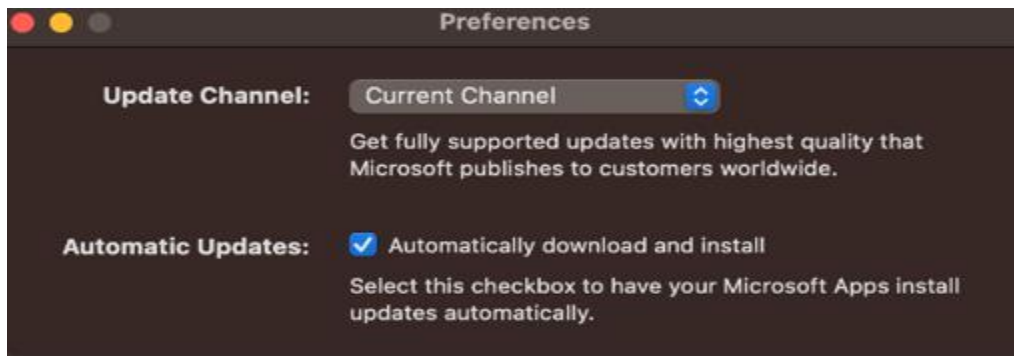 Preferences
Update Channel: Current Channel
Get fully supported updates with highest quality that
Microsoft publishes to customers worldwide.
Automatic Updates: Automatically download and install
Select this checkbox to have your Microsoft Apps install
updates automatically.